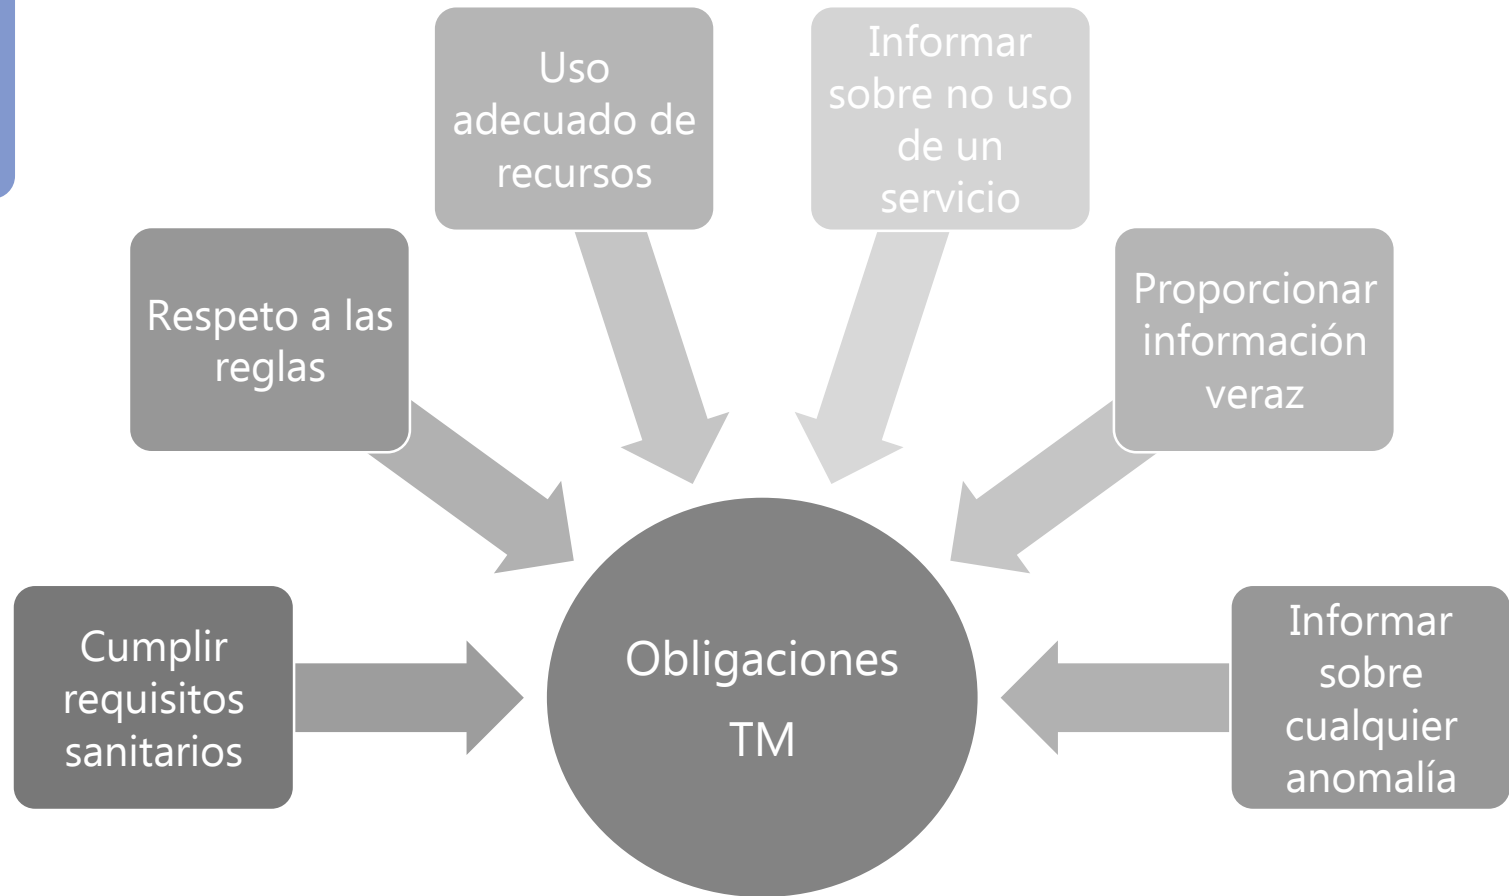 Uso
adecuado de
recursos
Informar
sobre no uso
de un
servicio
Respeto a las
reglas
Proporcionar
información
veraz
Cumplir
requisitos
sanitarios
Obligaciones
TM
Informar
sobre
cualquier
anomalía